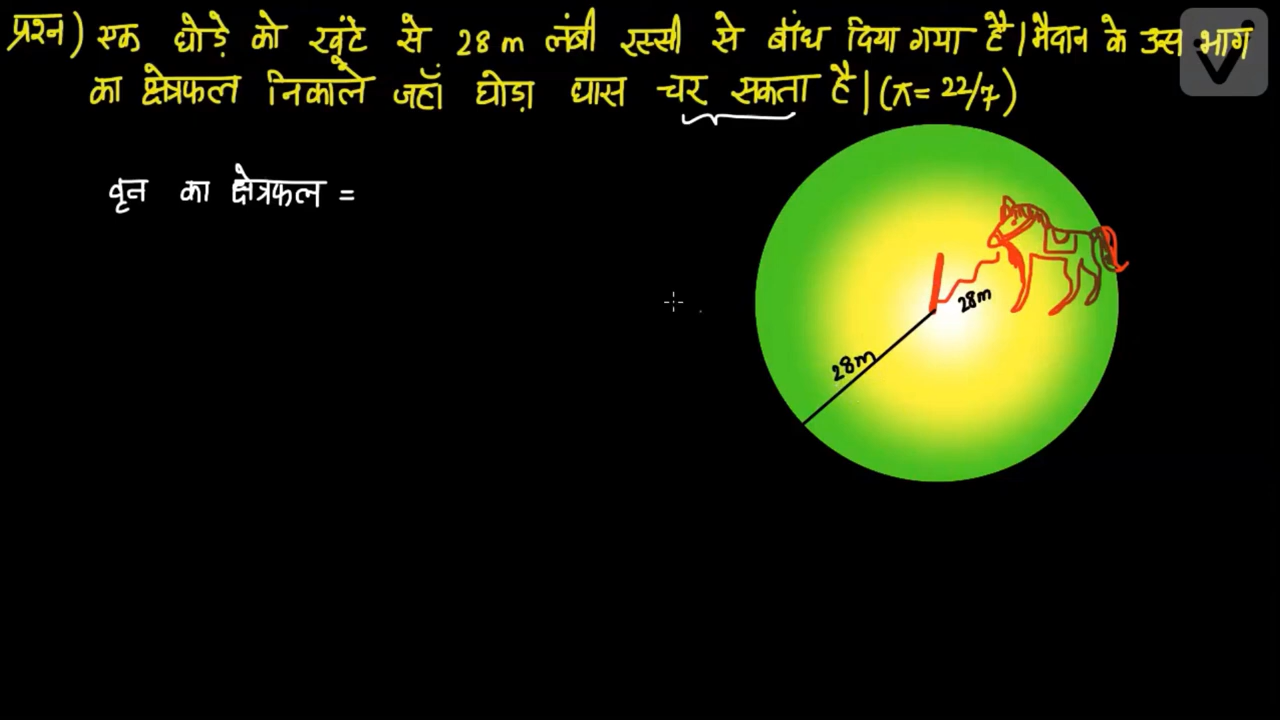 प्रश्न) एक घोड़े को खूंटे से 28 m लंबी रस्सी से बाँध दिया गया है। मैदान के उस भाग
का क्षेत्रफल निकाले जहाँ घोड़ा घास चर सकता है। (π = 22/7)
वृत का क्षेत्रफल =
28m
28m